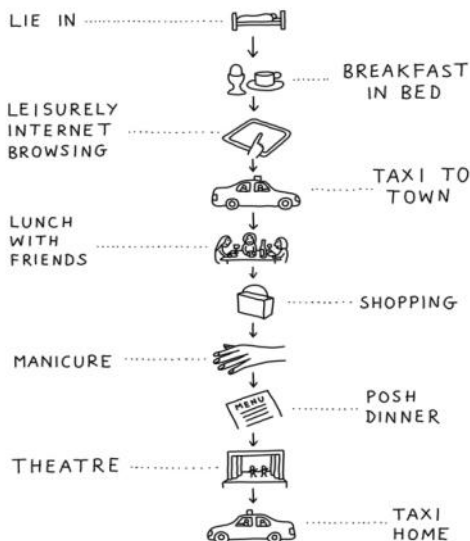 LIE IN
BREAKFAST
IN BED
LEISURELY
INTERNET
BROWSING
TAXI TO
TOWN
LUNCH
WITH
FRIENDS
SHOPPING
MANICURE
MENU
POSH
DINNER
THEATRE
TAXI
HOME